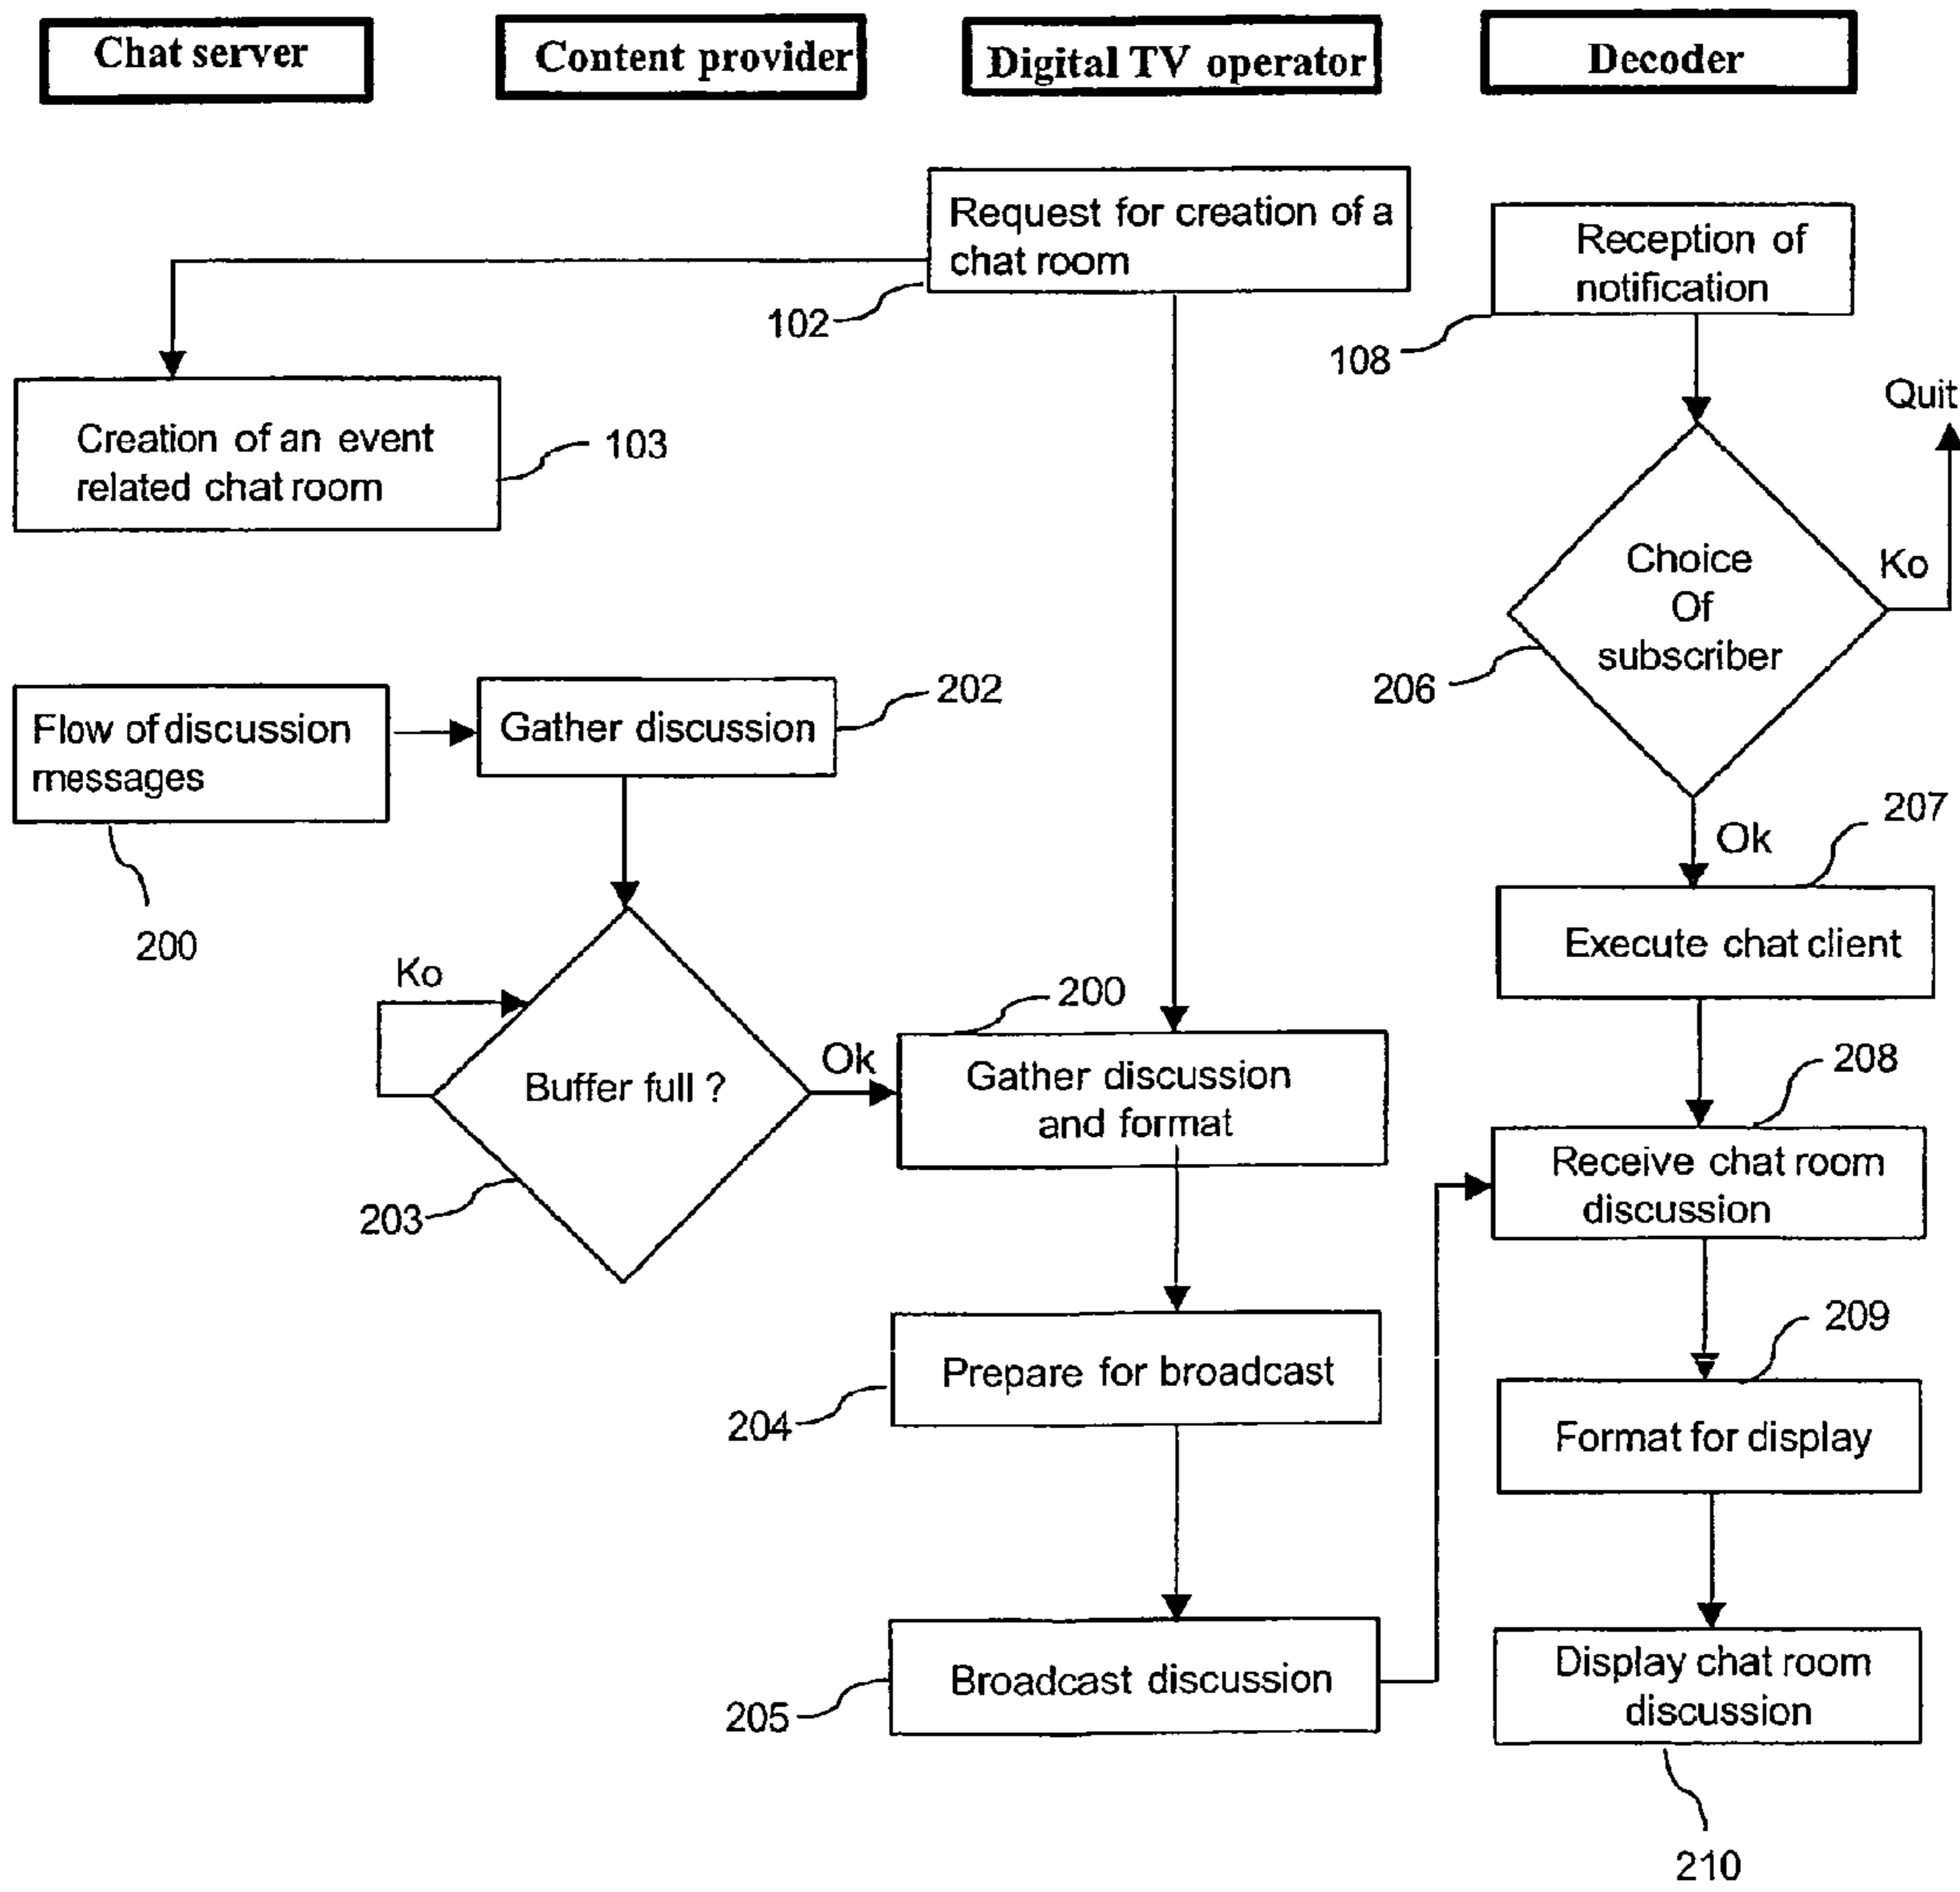 Chat server
Content provider
Digital TV operator
Decoder
Request for creation of a
chat room
102
Reception of
notification
108
Creation of an event
related chat room
103
Quit
Choice
Of
subscriber
Ko
206
Flow of discussion
messages
200
Gather discussion
202
Ok
207
Execute chat client
Ko
Buffer full ?
203
Ok
200
Gather discussion
and format
208
Receive chat room
discussion
Prepare for broadcast
204
209
Format for display
Broadcast discussion
205
Display chat room
discussion
210